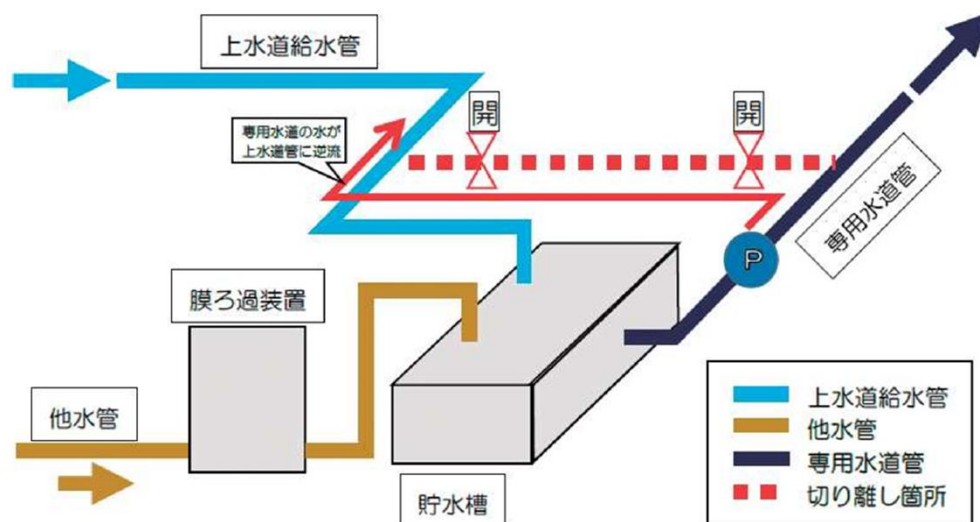 上水道給水管
開
開
専用水道の水が
上水道管に逆流
専用水道管
P
膜ろ過装置
他水管
貯水槽
上水道給水管
他水管
専用水道管
切り離し箇所